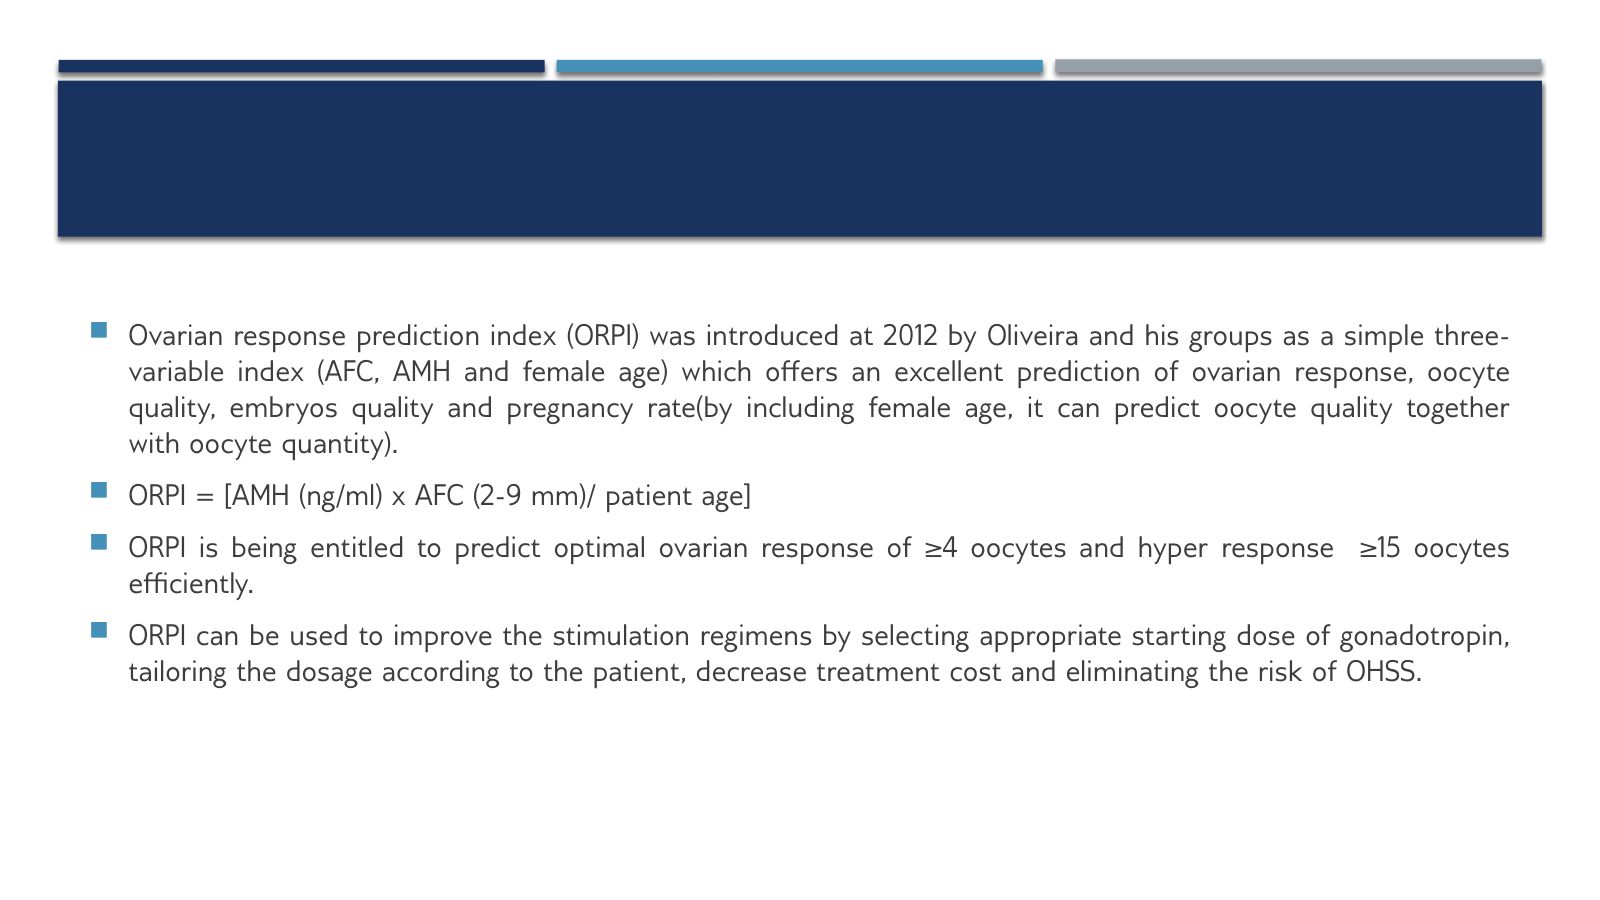 Ovarian response prediction index (ORPI) was introduced at 2012 by Oliveira and his groups as a simple three-
variable index (AFC, AMH and female age) which offers an excellent prediction of ovarian response, oocyte
quality, embryos quality and pregnancy rate(by including female age, it can predict oocyte quality together
with oocyte quantity).
ORPI = [AMH (ng/ml) x AFC (2-9 mm)/ patient age]
ORPI is being entitled to predict optimal ovarian response of ≥4 oocytes and hyper response ≥15 oocytes
efficiently.
ORPI can be used to improve the stimulation regimens by selecting appropriate starting dose of gonadotropin,
tailoring the dosage according to the patient, decrease treatment cost and eliminating the risk of OHSS.